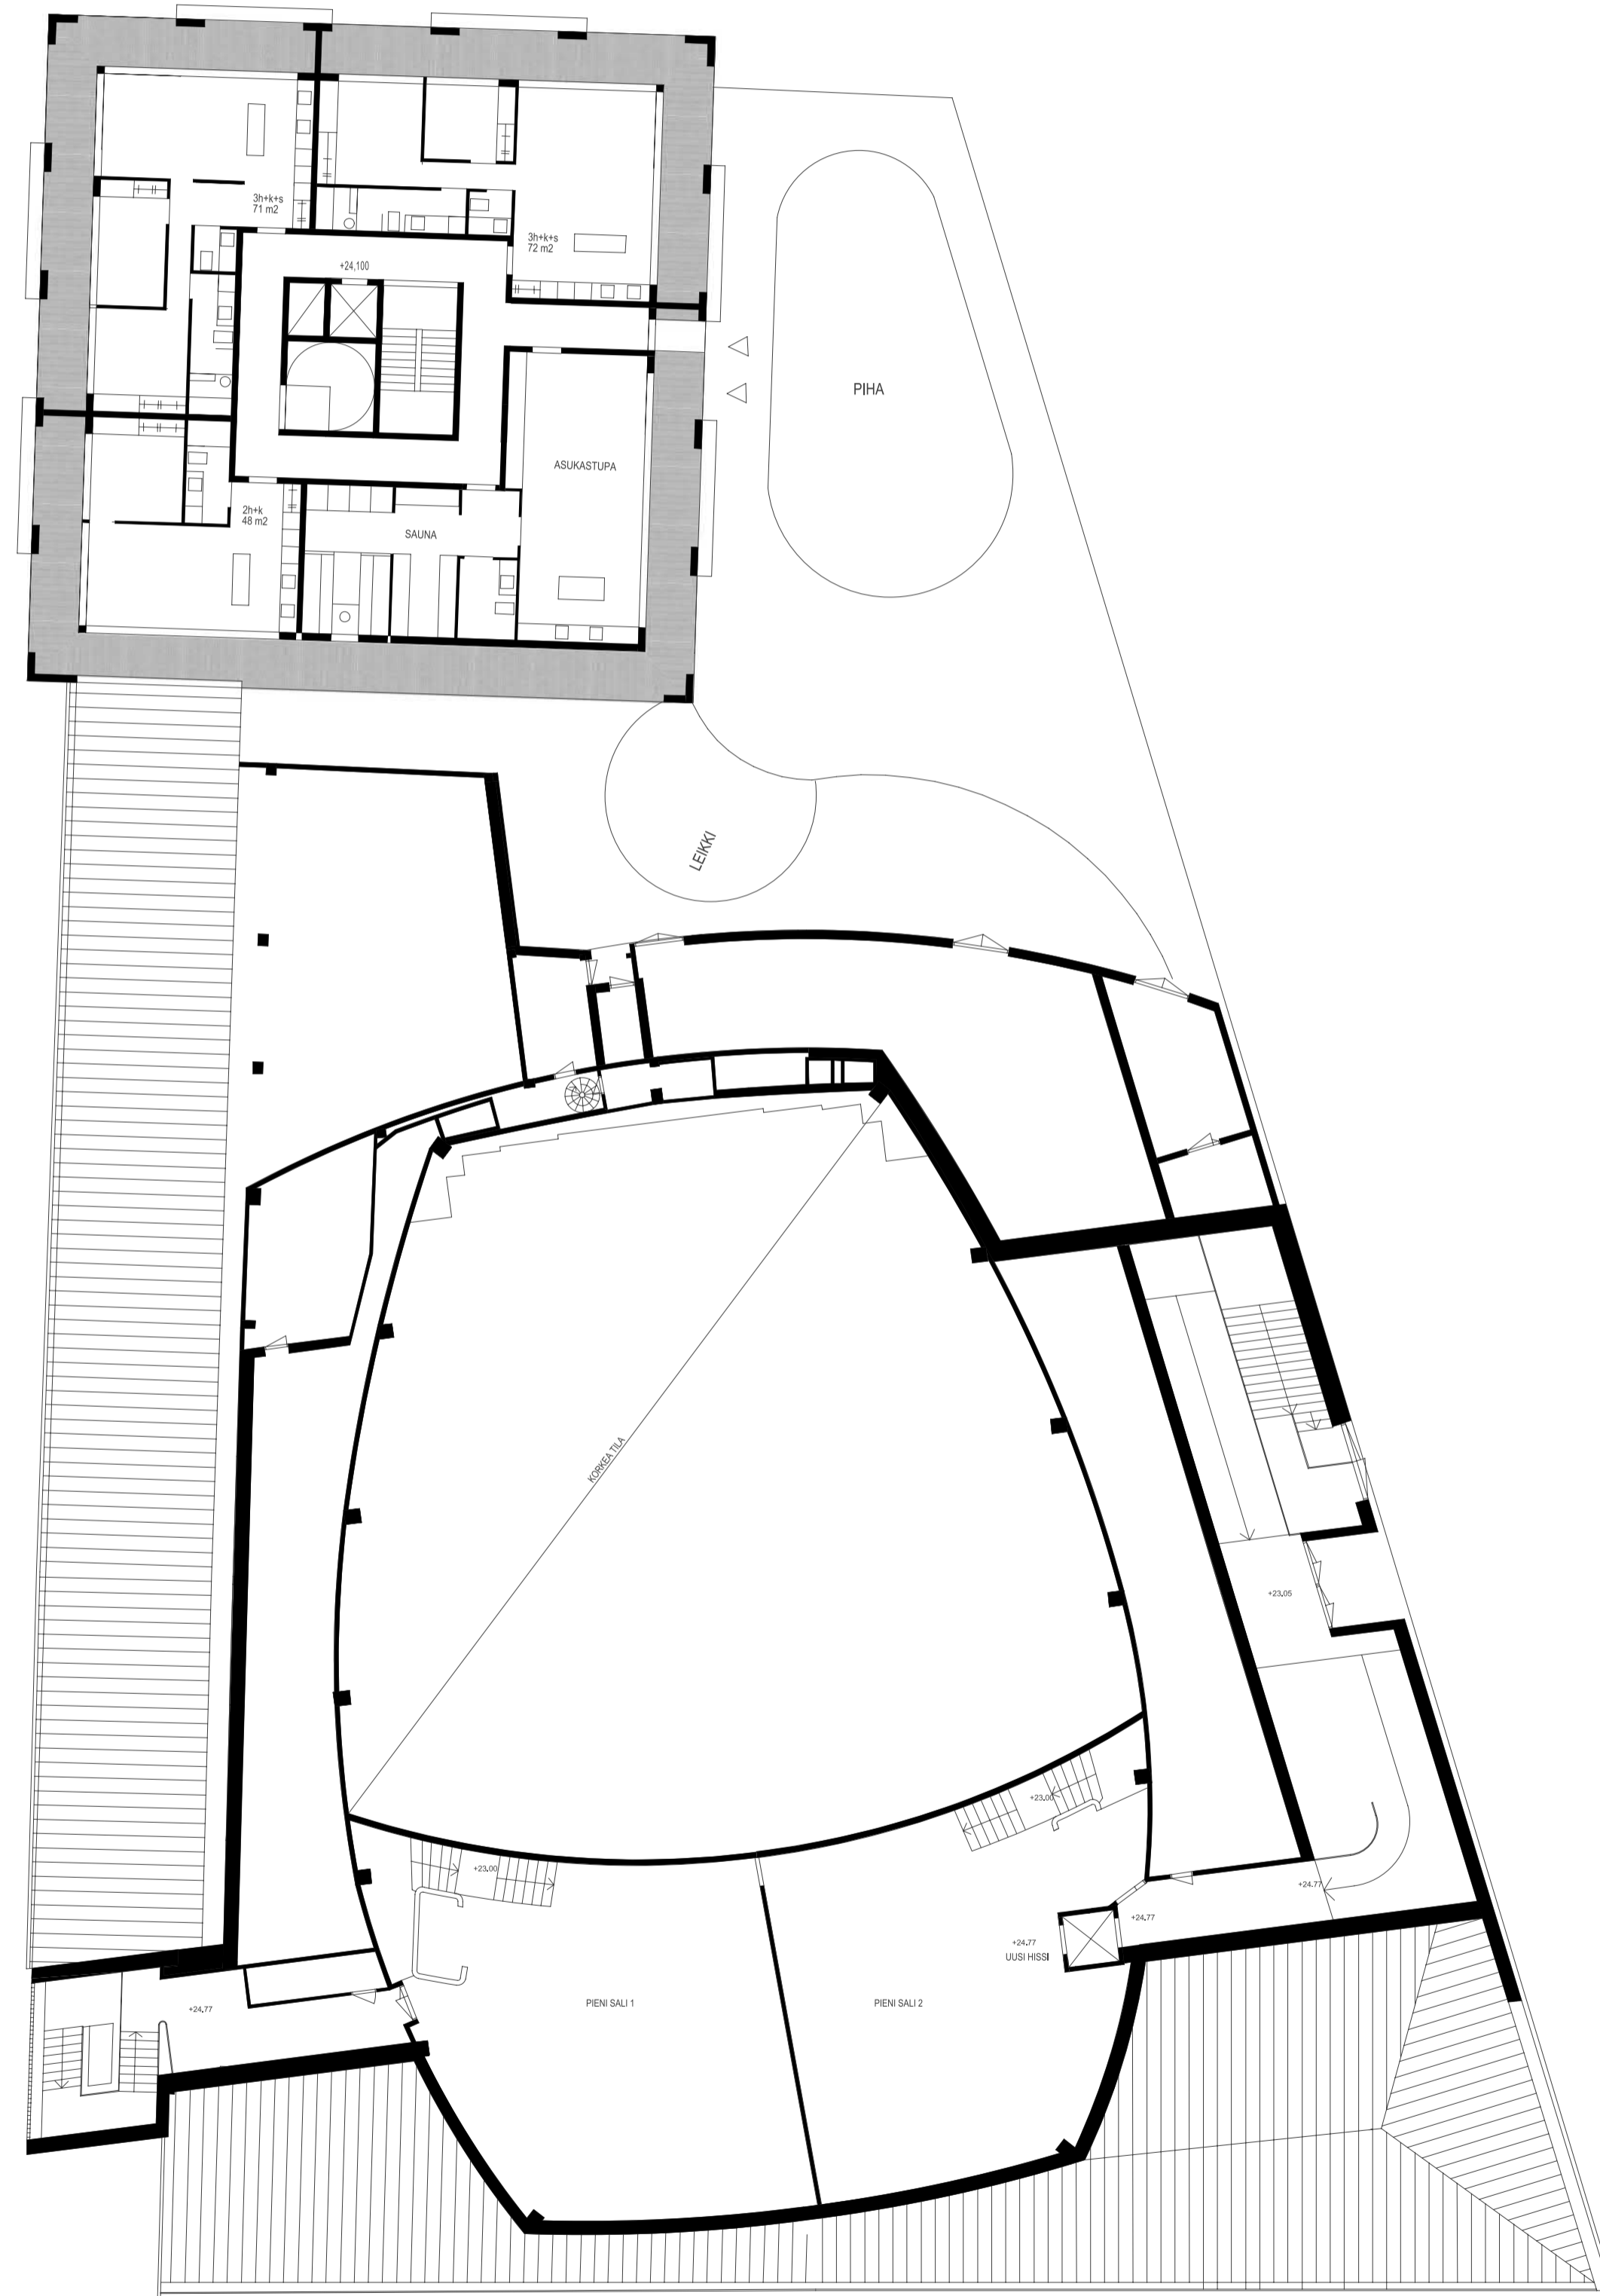 3h+k+s
71 m2
3h+k+s
72 m2
+24,100
PIHA
ASUKASTUPA
2h+k
48 m2
SAUNA
LEIKKI
KORKEA TILA
+23.05
+23.00
+23.00
+24.77
+24.77
+24.77
UUSI HISSI
PIENI SALI 1
PIENI SALI 2
+24.77